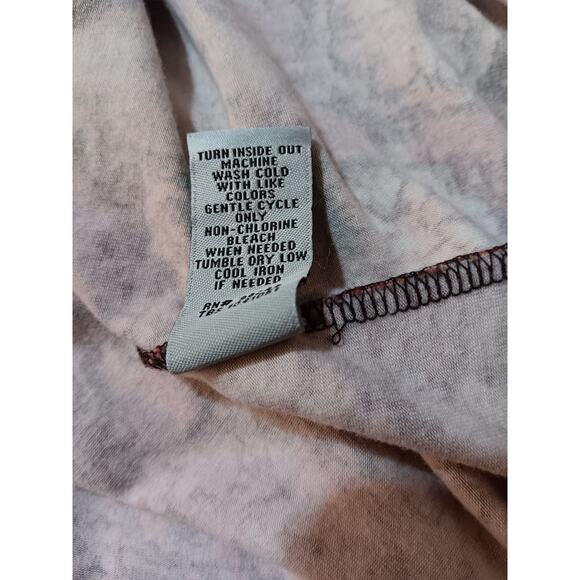 TURN INSIDE OUT
MACHINE
WASH COLD
WITH LIKE
COLORS
GENTLE CYCLE
ONLY
NON-CHLORINE
BLEACH
WHEN NEEDED
TUMBLE DRY LOW
COOL IRON
IF NEEDED
RN#